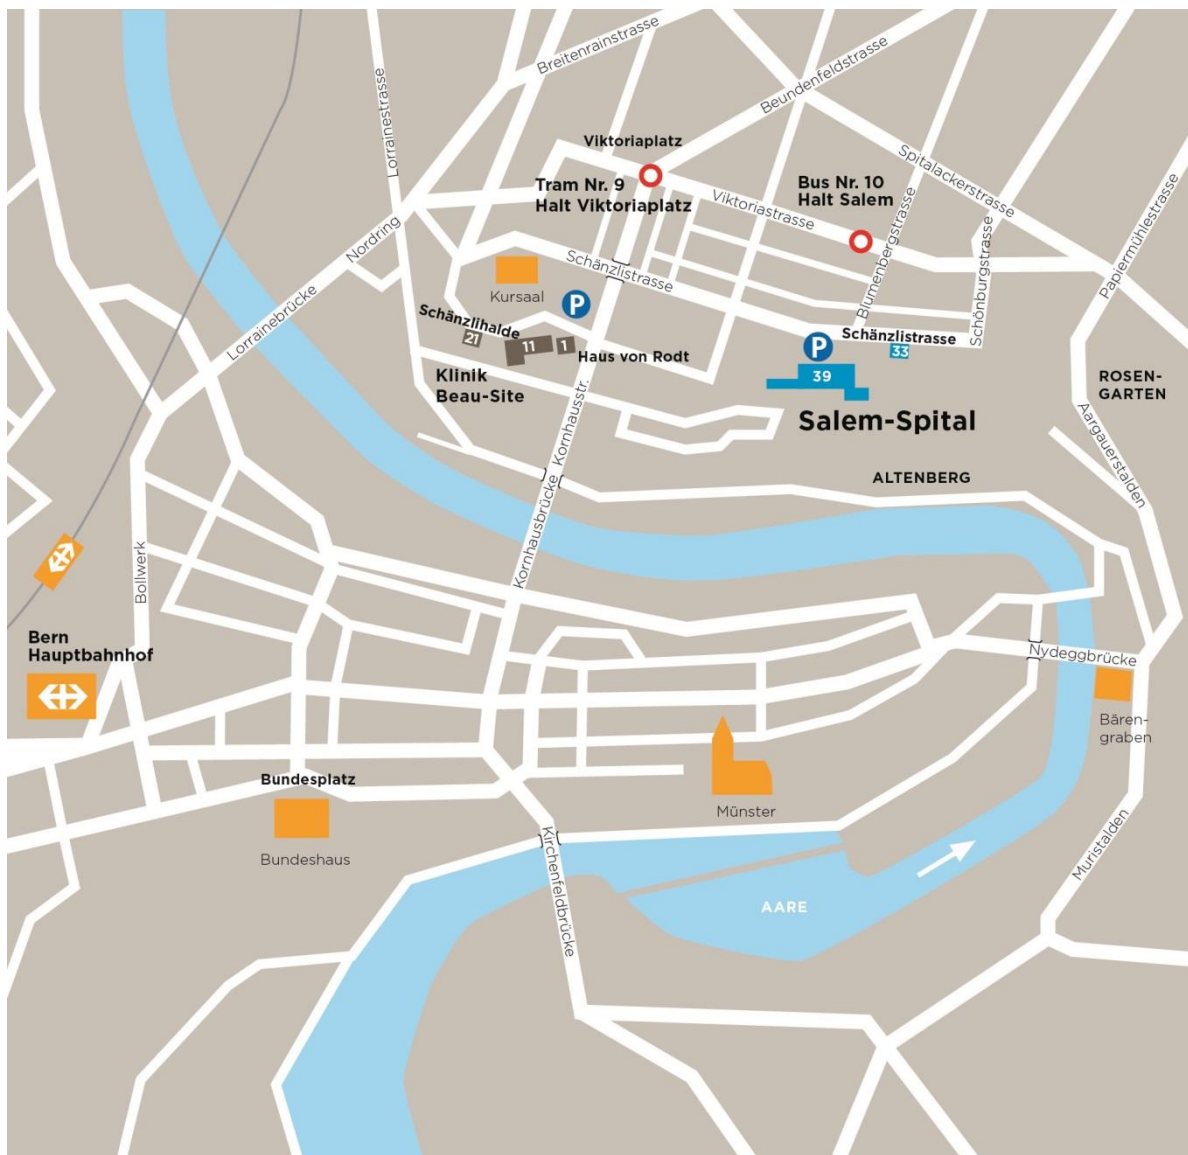 Breitenrainstrasse
Beundenfeldstrasse
Lorrainestrasse
Viktoriaplatz
Spitalackerstrasse
Tram Nr. 9
Halt Viktoriaplatz
Bus Nr. 10
Halt Salem
Viktoriastrasse
Blumenbergstrasse
Papiermühlestrasse
Nordring
Schönburgstrasse
Schänzlistrasse
Kursaal
P
Lorrainebrücke
Schänzlihalde
21
11
1
Haus von Rodt
P
Schänzlistrasse
33
39
Klinik
Beau-Site
Salem-Spital
ROSEN-
GARTEN
Kornhausstr.
Aargauerstalden
ALTENBERG
Kornhausbrücke
Bollwerk
Bern
Hauptbahnhof
Nydeggbrücke
Bären-
graben
Bundesplatz
Bundeshaus
Münster
Kirchenfeldbrücke
Muristalden
AARE